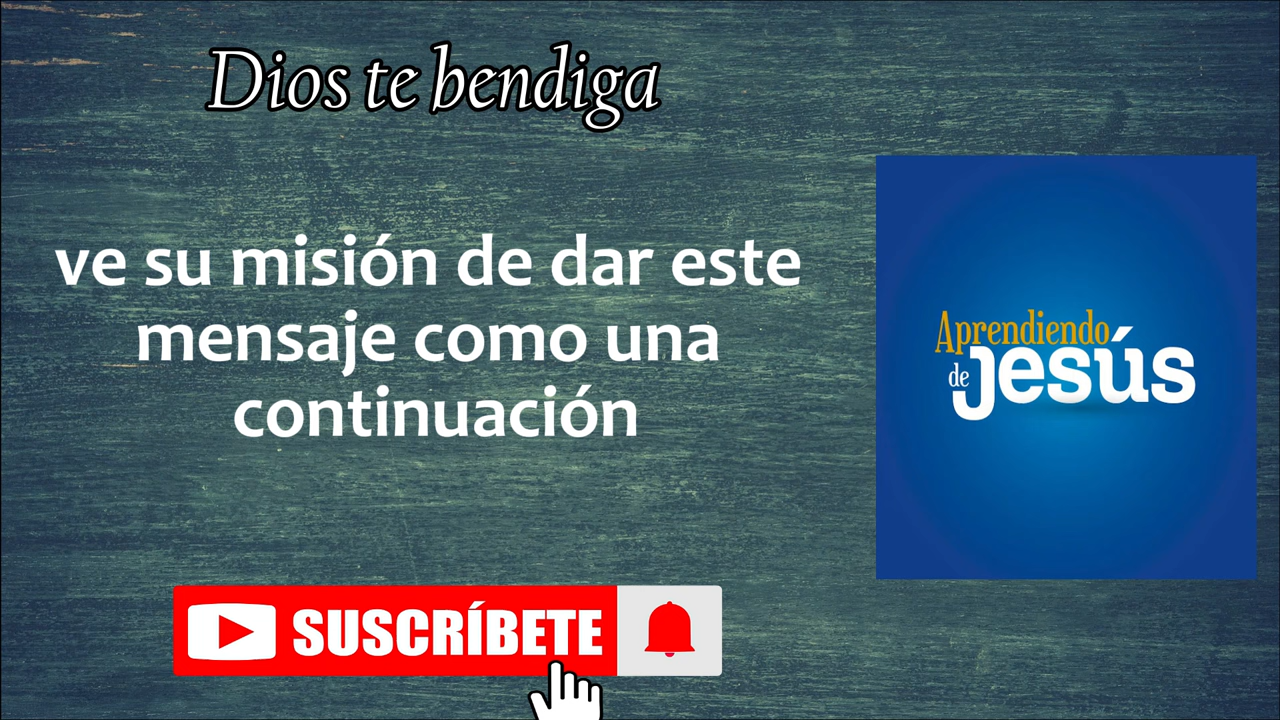 Dios te bendiga
ve su misión de dar este
mensaje como una
continuación
Aprendiendo
de Jesús
SUSCRÍBETE